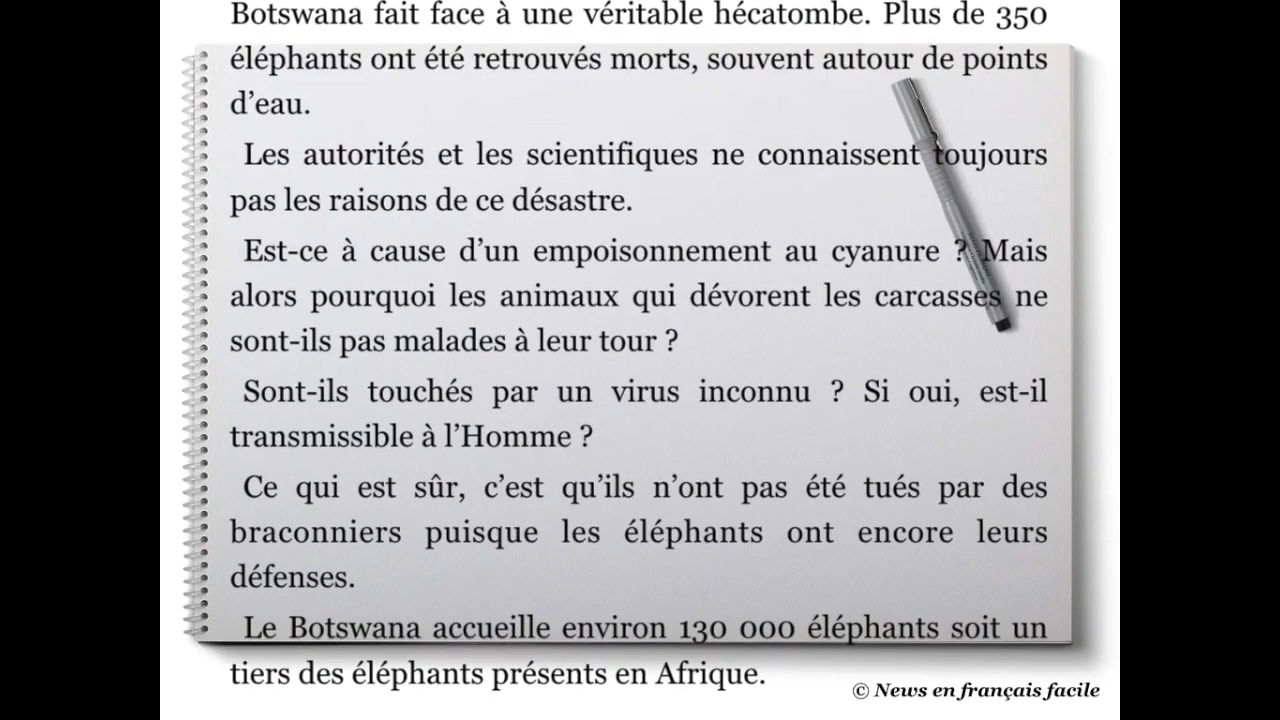 Botswana fait face à une véritable hécatombe. Plus de 350
éléphants ont été retrouvés morts, souvent autour de points
d’eau.
Les autorités et les scientifiques ne connaissent toujours
pas les raisons de ce désastre.
Est-ce à cause d’un empoisonnement au cyanure ? Mais
alors pourquoi les animaux qui dévorent les carcasses ne
sont-ils pas malades à leur tour ?
Sont-ils touchés par un virus inconnu ? Si oui, est-il
transmissible à l’Homme ?
Ce qui est sûr, c’est qu’ils n’ont pas été tués par des
braconniers puisque les éléphants ont encore leurs
défenses.
Le Botswana accueille environ 130 000 éléphants soit un
tiers des éléphants présents en Afrique.
© News en français facile